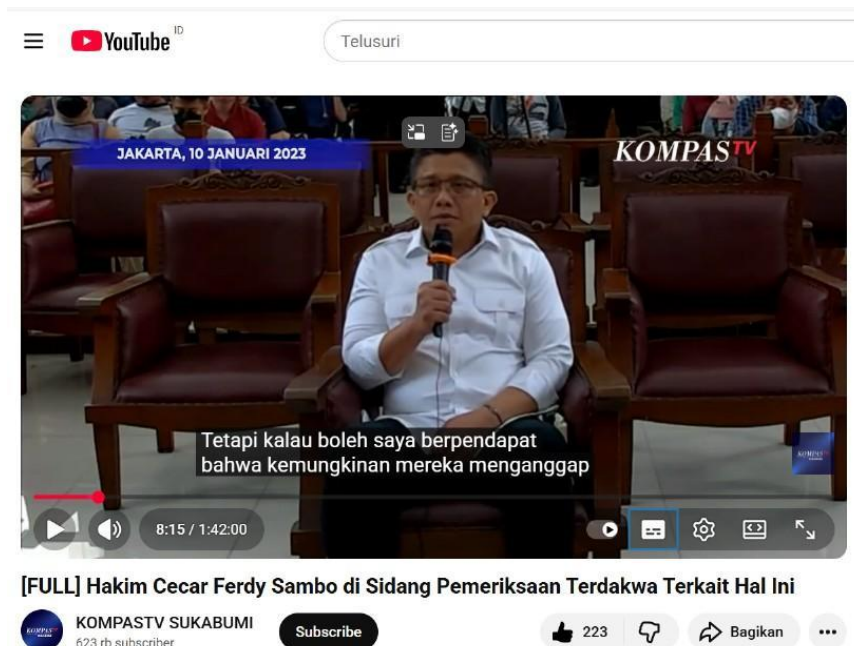 YouTube ID
Telusuri
JAKARTA, 10 JANUARI 2023
KOMPAS TV
Tetapi kalau boleh saya berpendapat
bahwa kemungkinan mereka menganggap
8:15 / 1:42:00
[FULL] Hakim Cecar Ferdy Sambo di Sidang Pemeriksaan Terdakwa Terkait Hal Ini
KOMPASTV SUKABUMI
623 rb subscriber
Subscribe
223
Bagikan